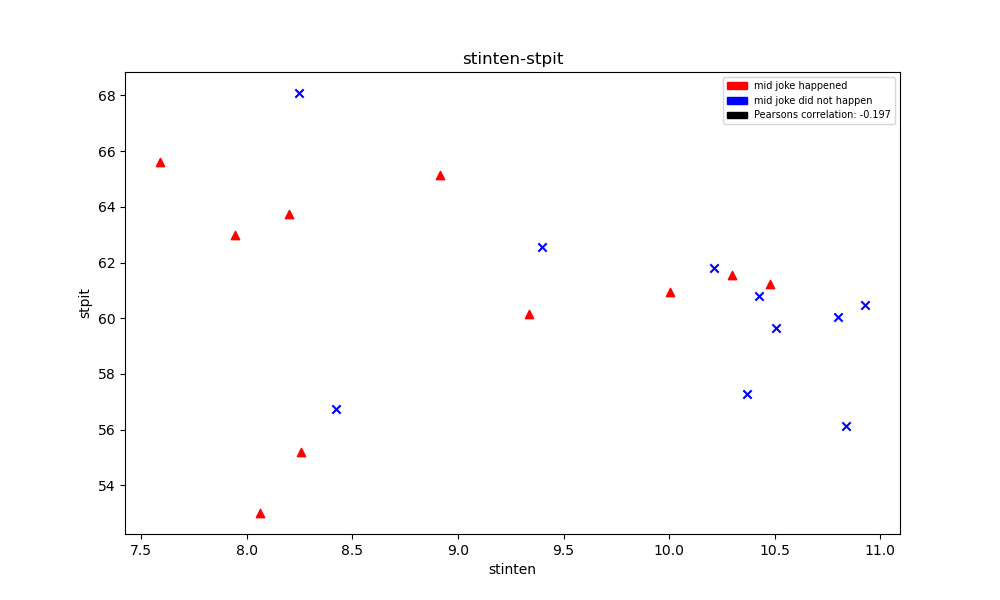 stinten-stpit
mid joke happened
mid joke did not happen
Pearsons correlation: -0.197
68
66
64
62
60
58
56
54
stpit
7.5 8.0 8.5 9.0 9.5 10.0 10.5 11.0
stinten